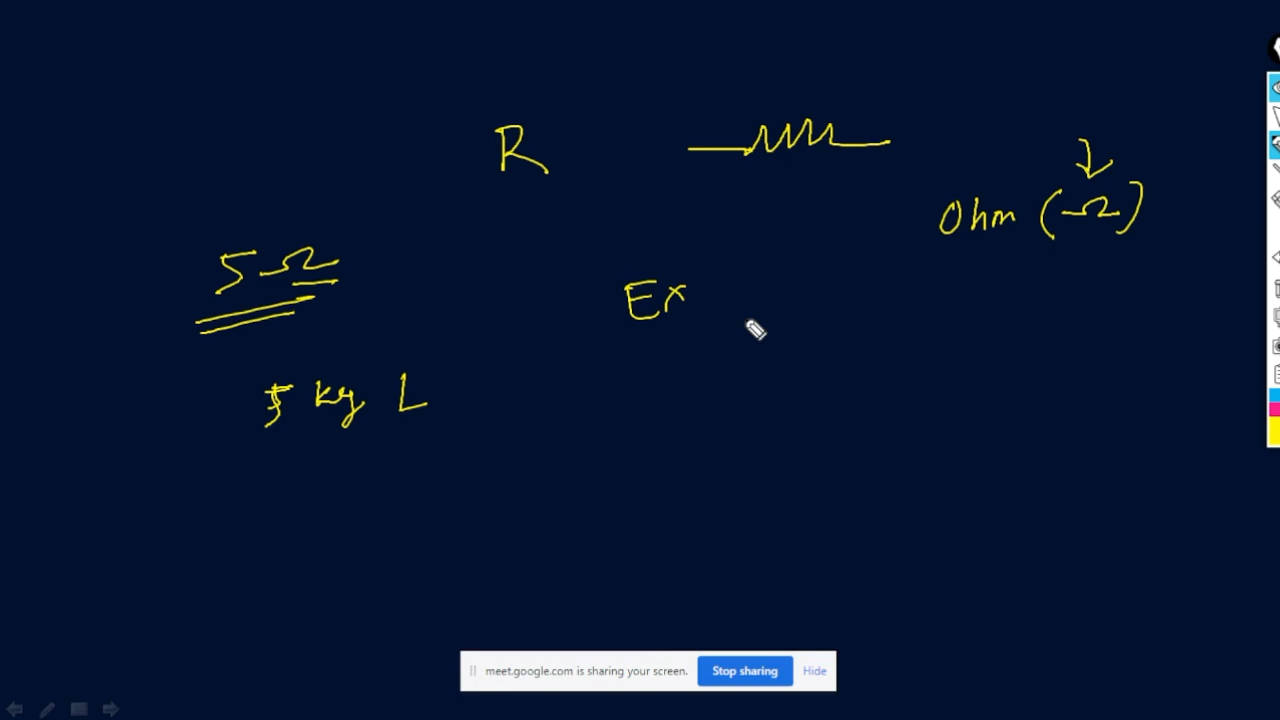 R
Ohm (Ω)
5 Ω
Ex
5 kg L
meet.google.com is sharing your screen. Stop sharing Hide